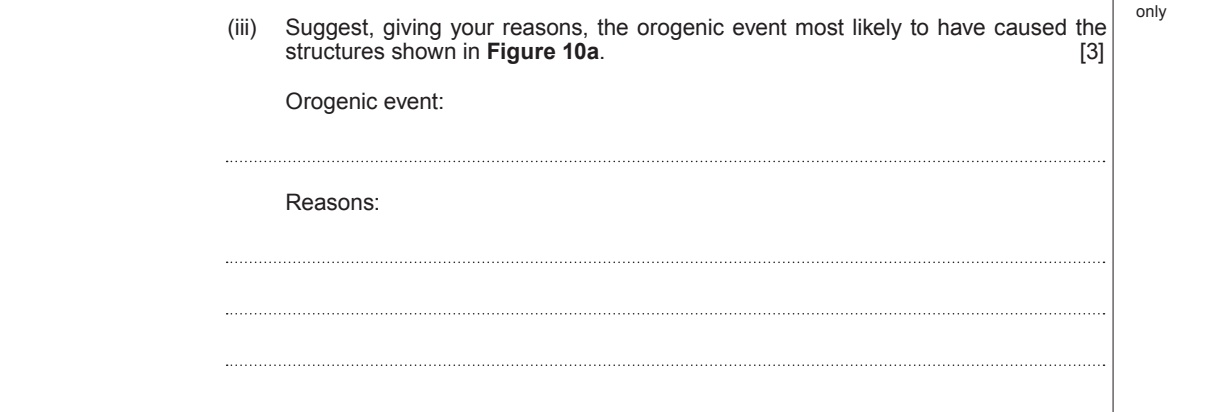 only
(iii) Suggest, giving your reasons, the orogenic event most likely to have caused the
structures shown in Figure 10a. [3]
Orogenic event:
Reasons: